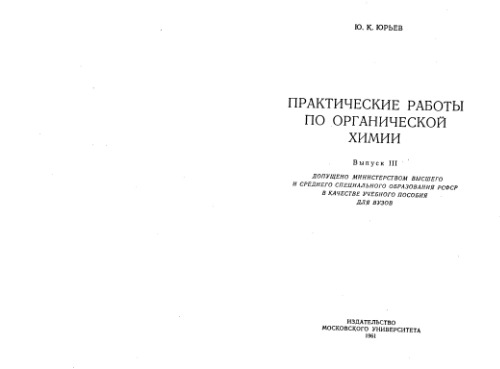 Ю. К. ЮРЬЕВ
ПРАКТИЧЕСКИЕ РАБОТЫ
ПО ОРГАНИЧЕСКОЙ
ХИМИИ
Выпуск III
ДОПУЩЕНО МИНИСТЕРСТВОМ ВЫСШЕГО
И СРЕДНЕГО СПЕЦИАЛЬНОГО ОБРАЗОВАНИЯ РСФСР
В КАЧЕСТВЕ УЧЕБНОГО ПОСОБИЯ
ДЛЯ ВУЗОВ
ИЗДАТЕЛЬСТВО
МОСКОВСКОГО УНИВЕРСИТЕТА
1961